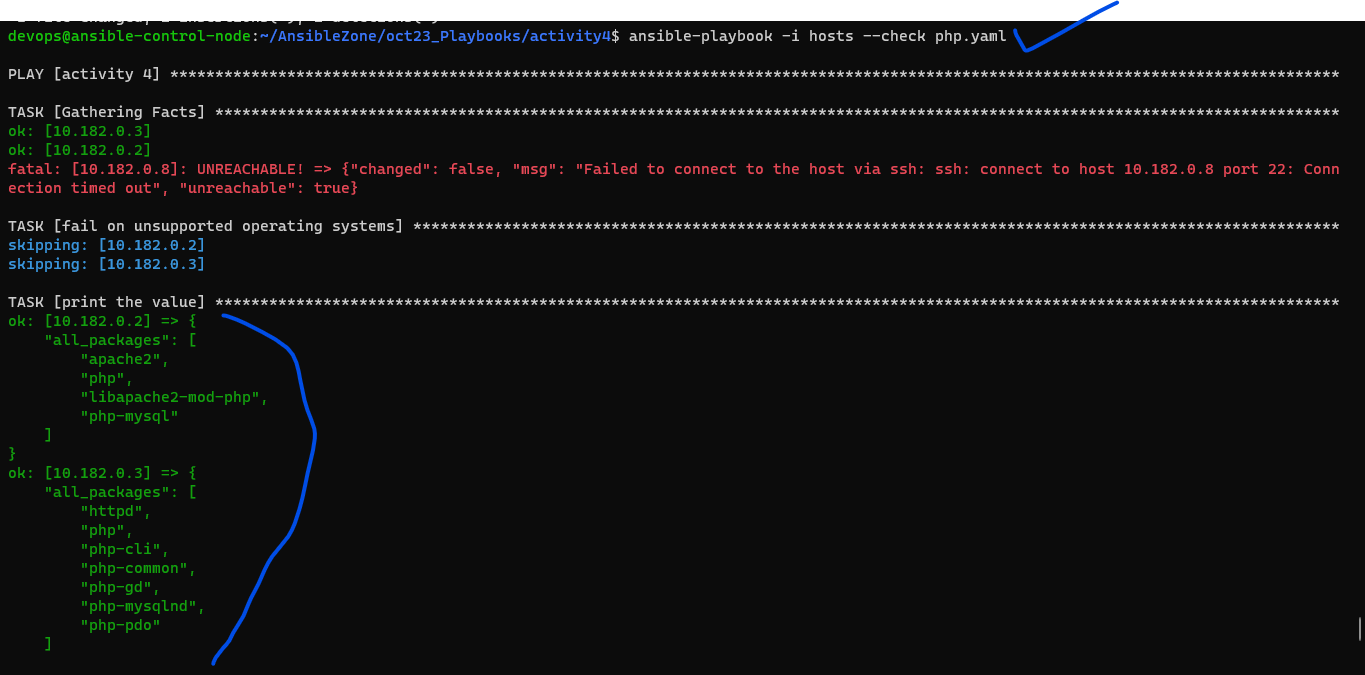 devops@ansible-control-node:~/AnsibleZone/oct23_Playbooks/activity4$ ansible-playbook -i hosts --check php.yaml
PLAY [activity 4] **********************************************************************************************************************************
TASK [Gathering Facts] *****************************************************************************************************************************
ok: [10.182.0.3]
ok: [10.182.0.2]
fatal: [10.182.0.8]: UNREACHABLE! => {"changed": false, "msg": "Failed to connect to the host via ssh: ssh: connect to host 10.182.0.8 port 22: Conn
ection timed out", "unreachable": true}
TASK [fail on unsupported operating systems] *******************************************************************************************************
skipping: [10.182.0.2]
skipping: [10.182.0.3]
TASK [print the value] *****************************************************************************************************************************
ok: [10.182.0.2] => {
    "all_packages": [
        "apache2",
        "php",
        "libapache2-mod-php",
        "php-mysql"
    ]
}
ok: [10.182.0.3] => {
    "all_packages": [
        "httpd",
        "php",
        "php-cli",
        "php-common",
        "php-gd",
        "php-mysqlnd",
        "php-pdo"
    ]